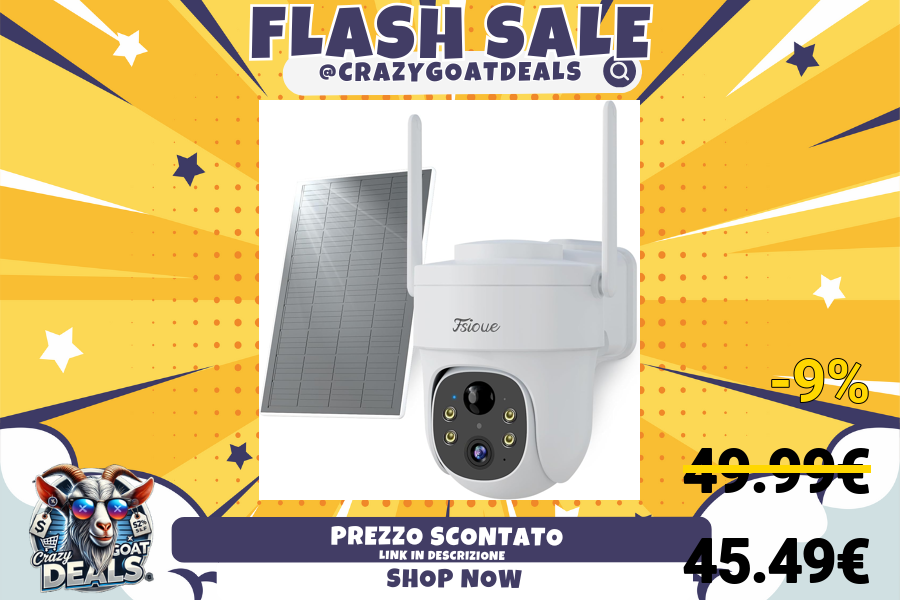 FLASH SALE
@CRAZYGOATDEALS
Fsioue
-9%
49.99€
45.49€
PREZZO SCONTATO
LINK IN DESCRIZIONE
SHOP NOW
$
52%
Crazy
GOAT
DEALS